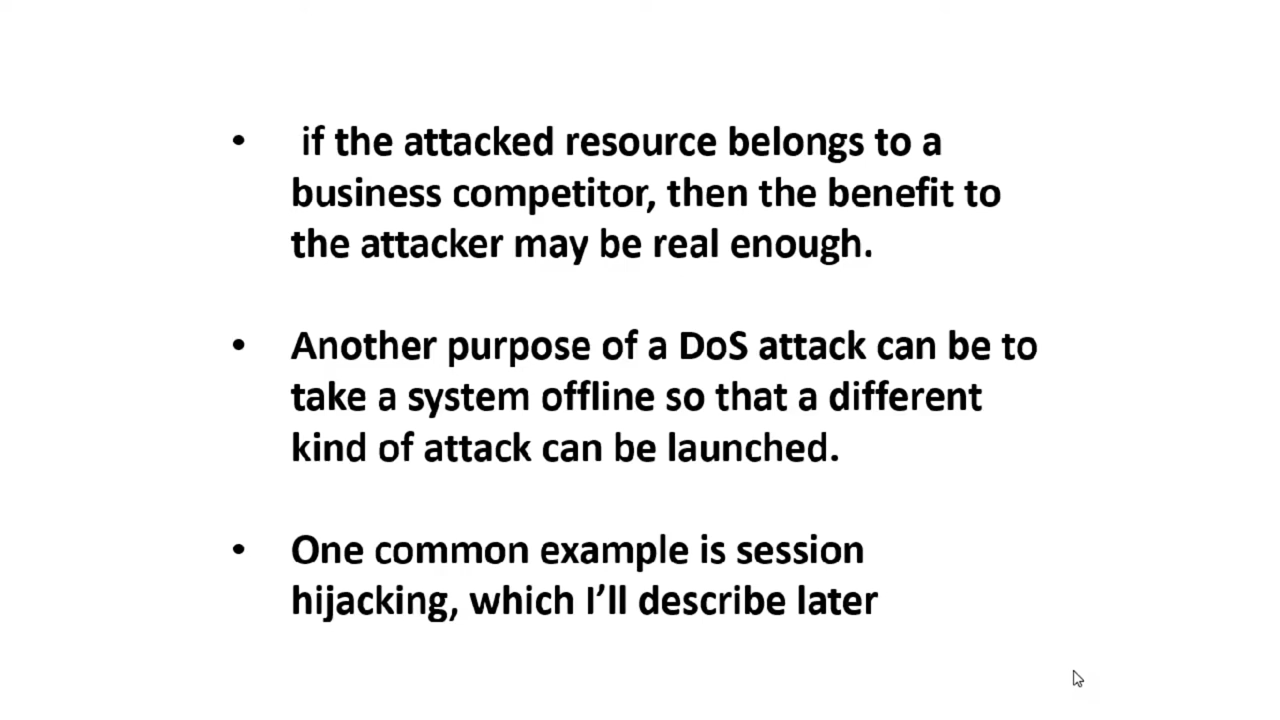 • if the attacked resource belongs to a
business competitor, then the benefit to
the attacker may be real enough.
• Another purpose of a DoS attack can be to
take a system offline so that a different
kind of attack can be launched.
• One common example is session
hijacking, which I’ll describe later